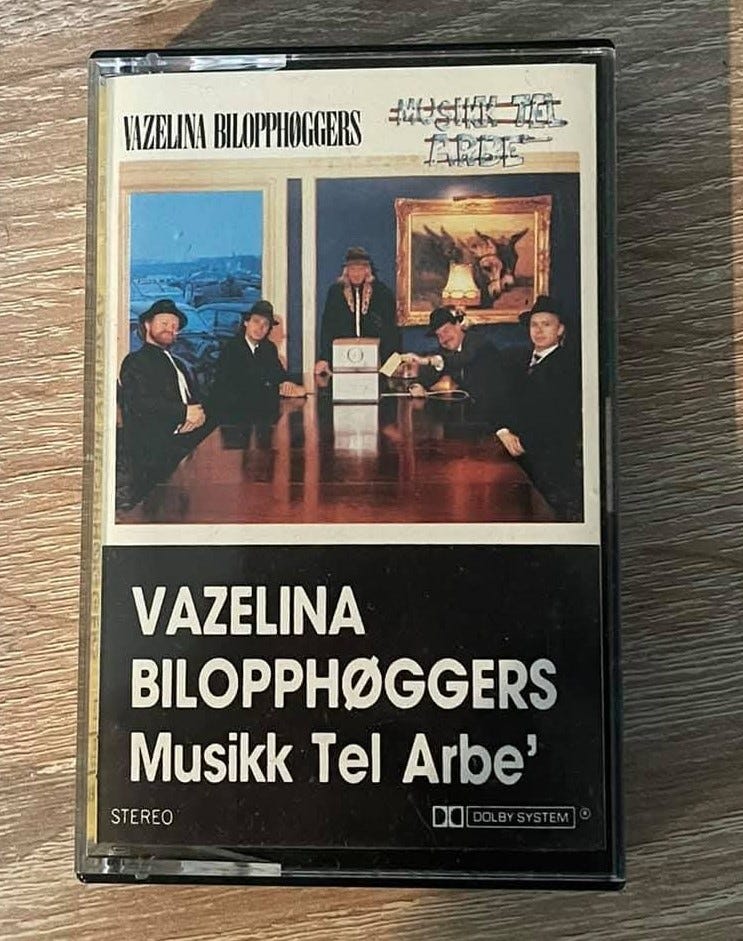 VAZELINA BILOPPHØGGERS
MUSIKK TEL
ARBE'
VAZELINA
BILOPPHØGGERS
Musikk Tel Arbe’
STEREO
DOLBY SYSTEM ®